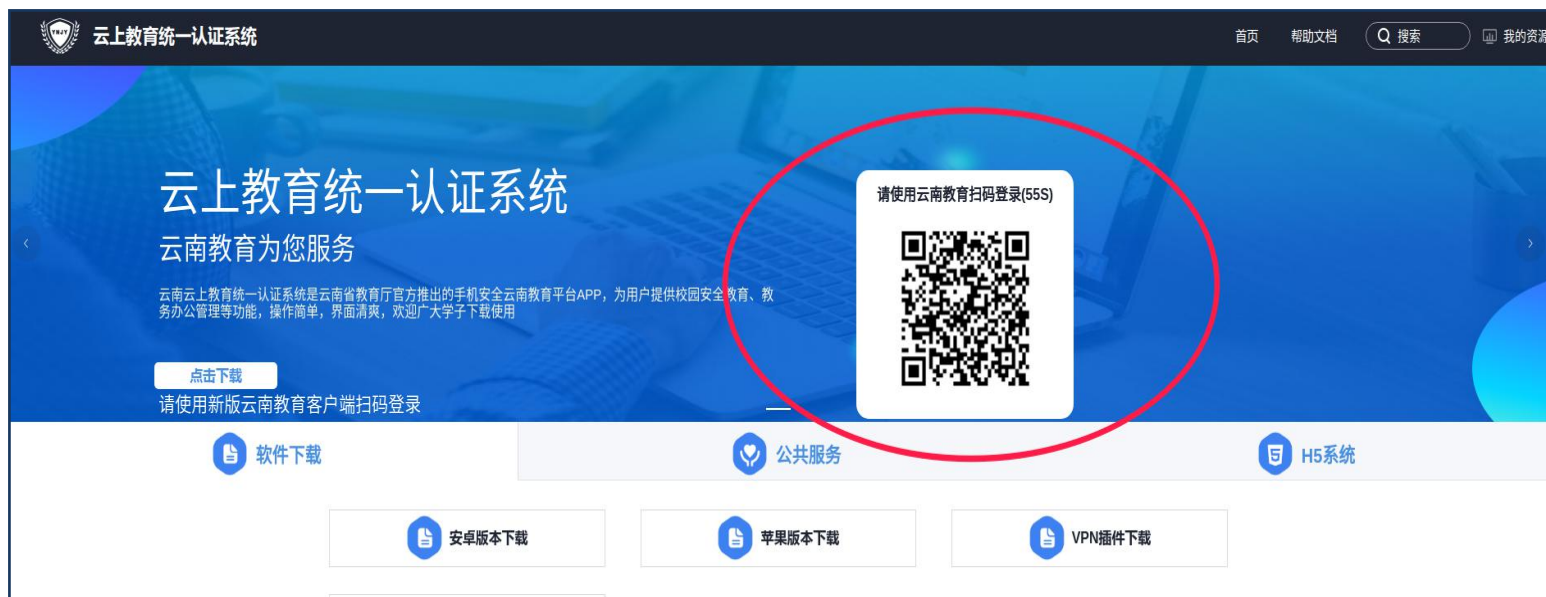 YNJY
云上教育统一认证系统
首页
帮助文档
搜索
我的资源
云上教育统一认证系统
云南教育为您服务
云南云上教育统一认证系统是云南省教育厅官方推出的手机安全云南教育平台APP，为用户提供校园安全教育、教
务办公管理等功能，操作简单，界面清爽，欢迎广大学子下载使用
点击下载
请使用新版云南教育客户端扫码登录
请使用云南教育扫码登录(55S)
软件下载
公共服务
H5系统
安卓版本下载
苹果版本下载
VPN插件下载